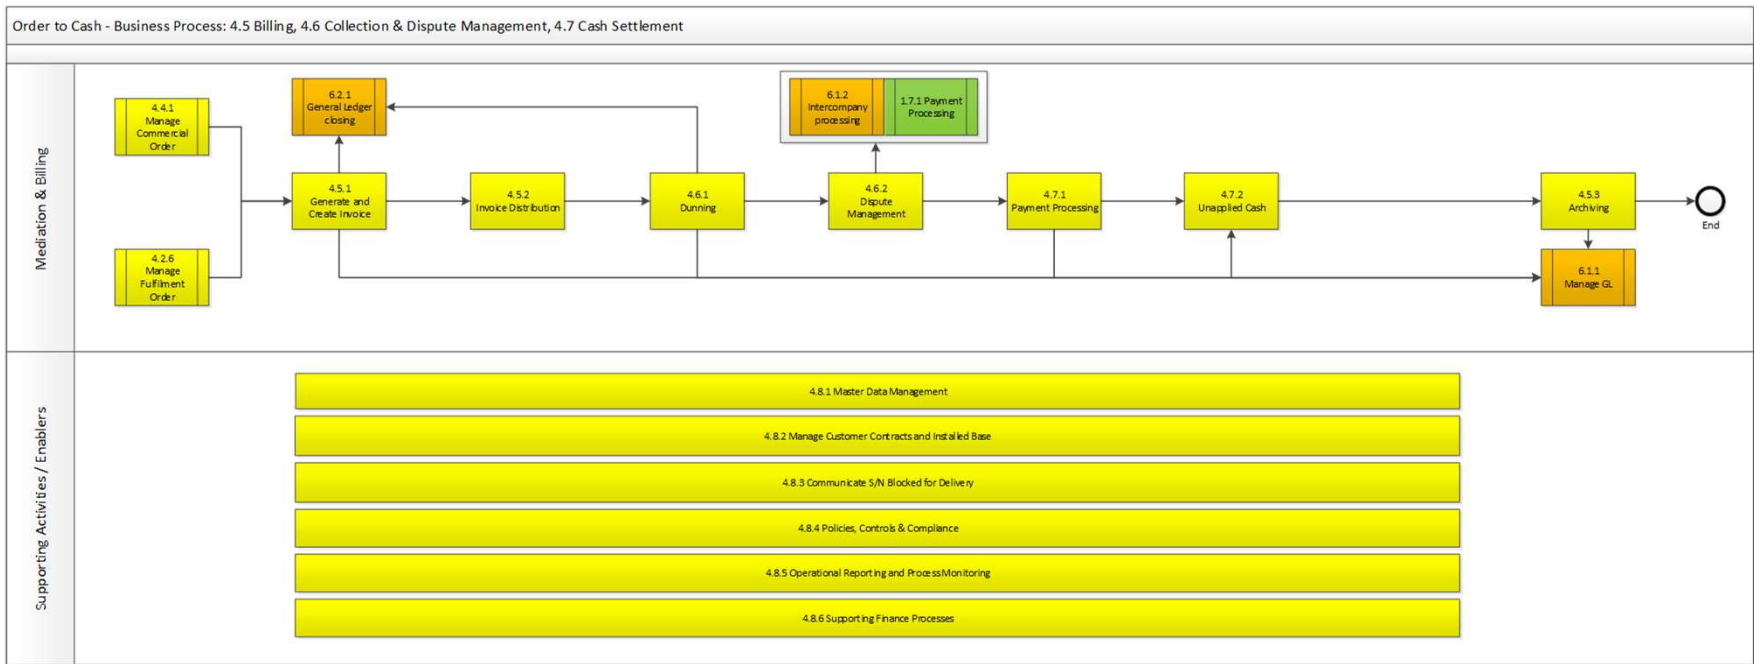 Order to Cash - Business Process: 4.5 Billing, 4.6 Collection & Dispute Management, 4.7 Cash Settlement
Mediation & Billing
4.4.1
Manage
Commercial
Order
4.2.6
Manage
Fulfilment
Order
6.2.1
General Ledger
closing
4.5.1
Generate and
Create Invoice
4.5.2
Invoice Distribution
4.6.1
Dunning
6.1.2
Intercompany
processing
1.7.1 Payment
Processing
4.6.2
Dispute
Management
4.7.1
Payment Processing
4.7.2
Unapplied Cash
4.5.3
Archiving
End
6.1.1
Manage GL
Supporting Activities / Enablers
4.8.1 Master Data Management
4.8.2 Manage Customer Contracts and Installed Base
4.8.3 Communicate S/N Blocked for Delivery
4.8.4 Policies, Controls & Compliance
4.8.5 Operational Reporting and Process Monitoring
4.8.6 Supporting Finance Processes